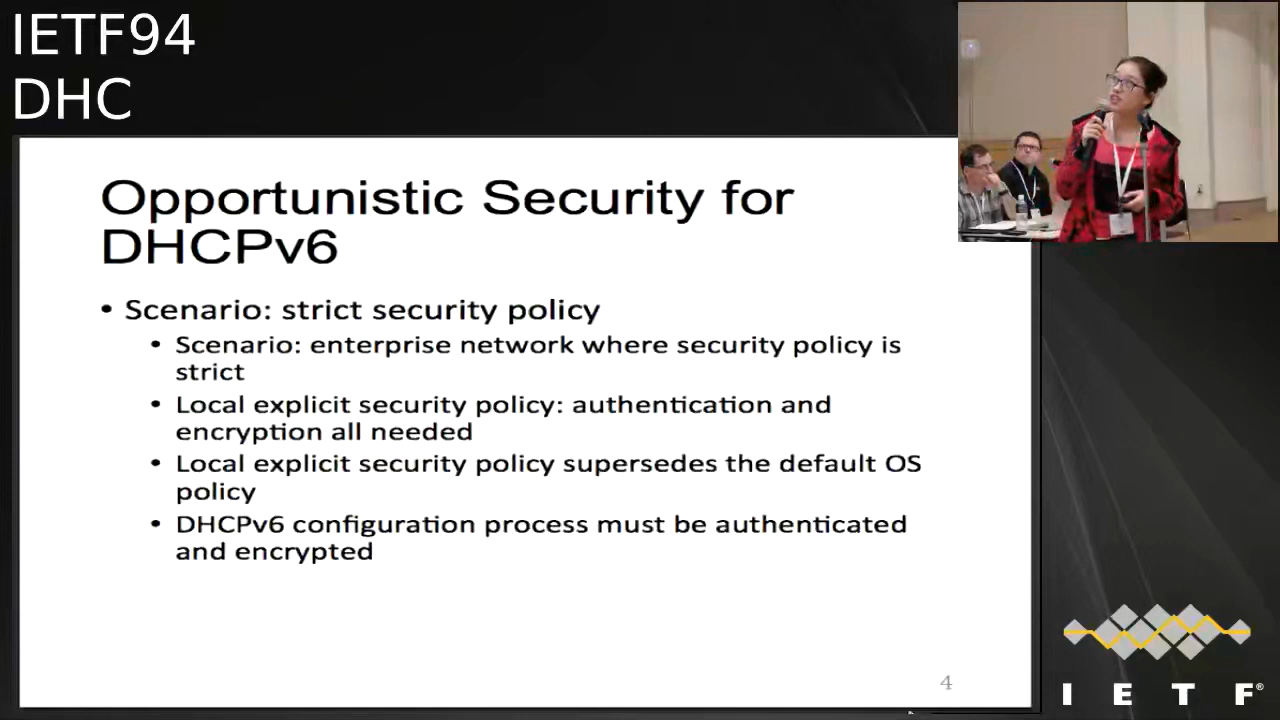 IETF94
DHC
Opportunistic Security for
DHCPv6
• Scenario: strict security policy
• Scenario: enterprise network where security policy is
strict
• Local explicit security policy: authentication and
encryption all needed
• Local explicit security policy supersedes the default OS
policy
• DHCPv6 configuration process must be authenticated
and encrypted
4
I E T F®